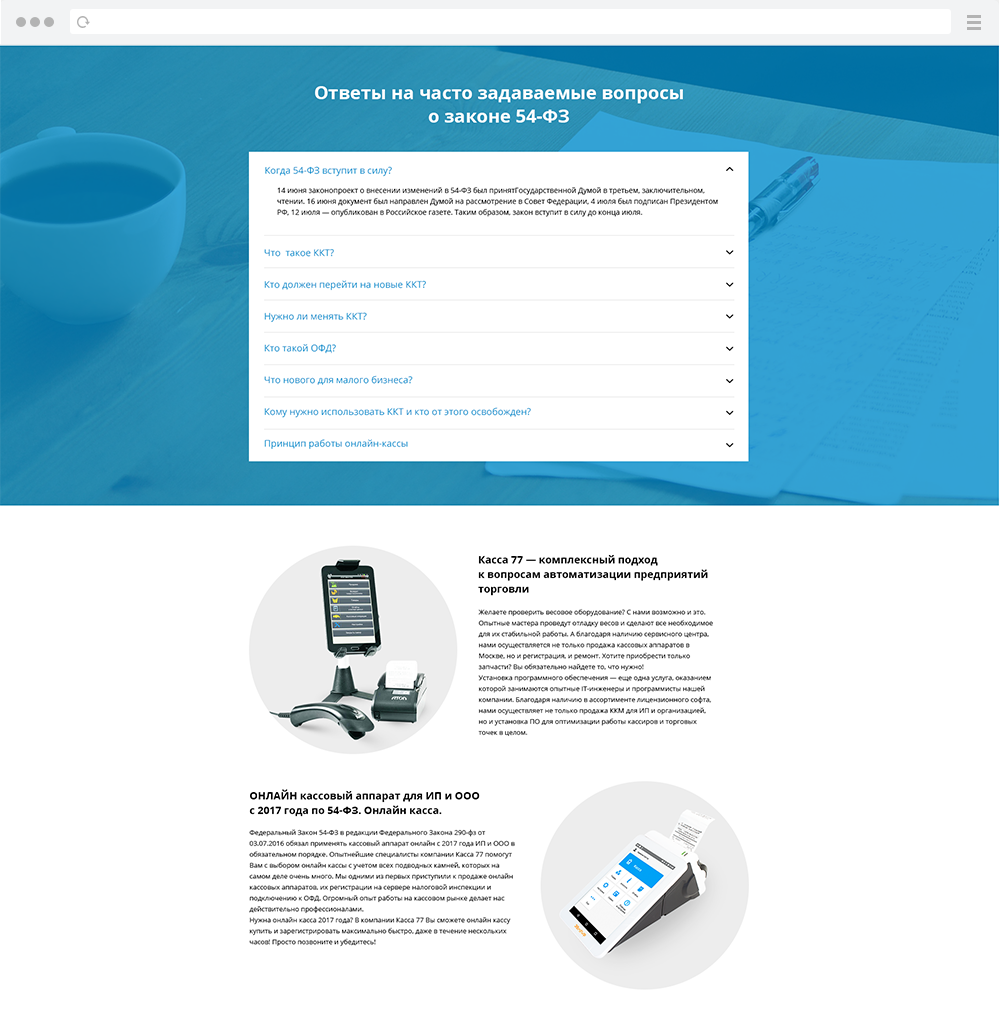 Ответы на часто задаваемые вопросы
о законе 54-ФЗ
Когда 54-ФЗ вступит в силу?
14 июня законопроект о внесении изменений в 54-ФЗ был принятГосударственной Думой в третьем, заключительном,
чтении. 16 июня документ был направлен Думой на рассмотрение в Совет Федерации, 4 июля был подписан Президентом
РФ, 12 июля — опубликован в Российское газете. Таким образом, закон вступит в силу до конца июля.
Что такое ККТ?
Кто должен перейти на новые ККТ?
Нужно ли менять ККТ?
Кто такой ОФД?
Что нового для малого бизнеса?
Кому нужно использовать ККТ и кто от этого освобожден?
Принцип работы онлайн-кассы
Касса 77 — комплексный подход
к вопросам автоматизации предприятий
торговли
Желаете проверить весовое оборудование? С нами возможно и это.
Опытные мастера проведут отладку весов и сделают все необходимое
для их стабильной работы. А благодаря наличию сервисного центра,
нами осуществляется не только продажа кассовых аппаратов в
Москве, но и регистрация, и ремонт. Хотите приобрести только
запчасти? Вы обязательно найдете то, что нужно!
Установка программного обеспечения — еще одна услуга, оказанием
которой занимаются опытные IT-инженеры и программисты нашей
компании. Благодаря наличию в ассортименте лицензионного софта,
нами осуществляет не только продажа ККМ для ИП и организацией,
но и установка ПО для оптимизации работы кассиров и торговых
точек в целом.
ОНЛАЙН кассовый аппарат для ИП и ООО
с 2017 года по 54-ФЗ. Онлайн касса.
Федеральный Закон 54-ФЗ в редакции Федерального Закона 290-фз от
03.07.2016 обязал применять кассовый аппарат онлайн с 2017 года ИП и ООО в
обязательном порядке. Опытнейшие специалисты компании Касса 77 помогут
Вам с выбором онлайн кассы с учетом всех подводных камней, которых на
самом деле очень много. Мы одними из первых приступили к продаже онлайн
кассовых аппаратов, их регистрации на сервере налоговой инспекции и
подключению к ОФД. Огромный опыт работы на кассовом рынке делает нас
действительно профессионалами.
Нужна онлайн касса 2017 года? В компании Касса 77 Вы сможете онлайн кассу
купить и зарегистрировать максимально быстро, даже в течение нескольких
часов! Просто позвоните и убедитесь!